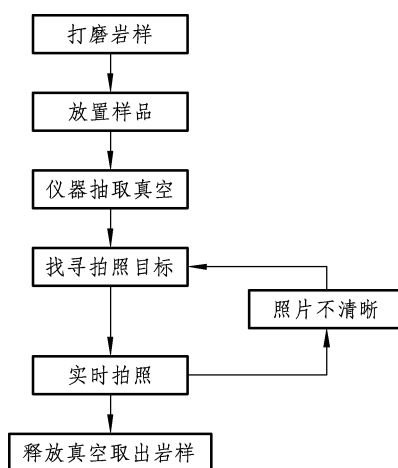 打磨岩样
放置样品
仪器抽取真空
找寻拍照目标
照片不清晰
实时拍照
释放真空取出岩样